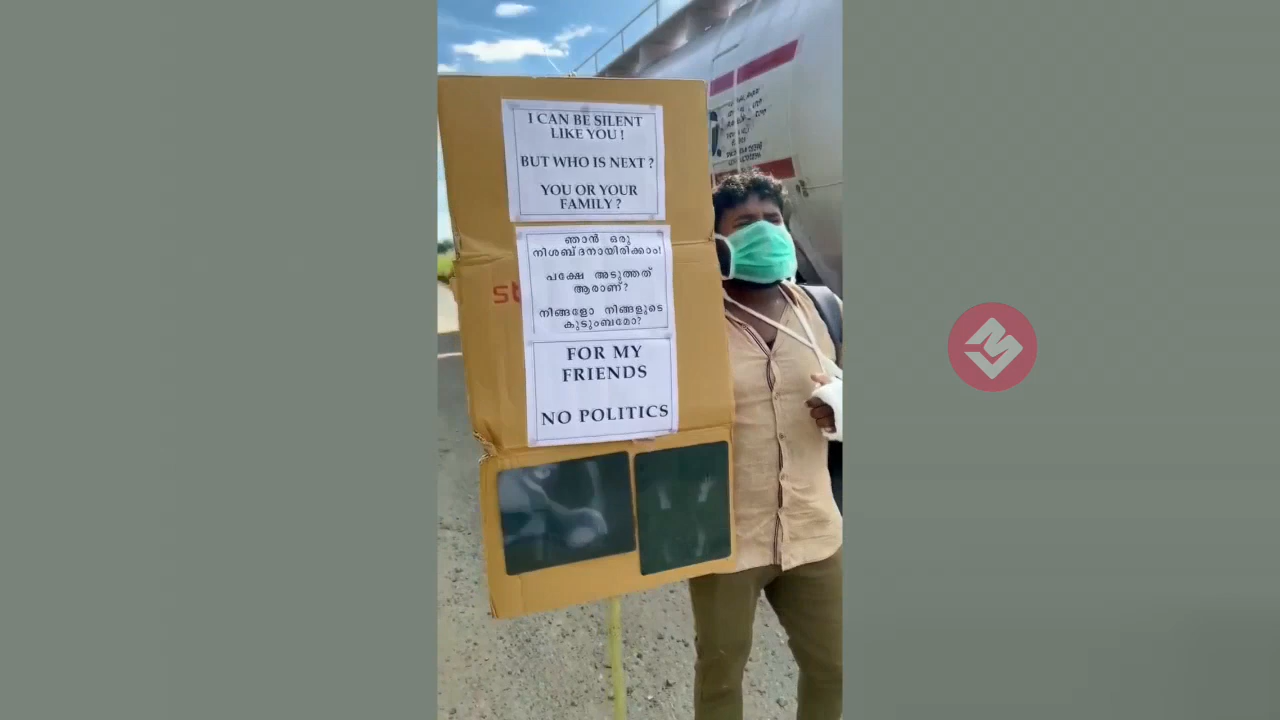 I CAN BE SILENT
LIKE YOU !
BUT WHO IS NEXT ?
YOU OR YOUR
FAMILY ?
ഞാൻ ഒരു
നിശബ്ദനായിരിക്കാം!
പക്ഷേ അടുത്തത്
ആരാണ്?
നിങ്ങളോ നിങ്ങളുടെ
കുടുംബമോ?
FOR MY
FRIENDS
NO POLITICS